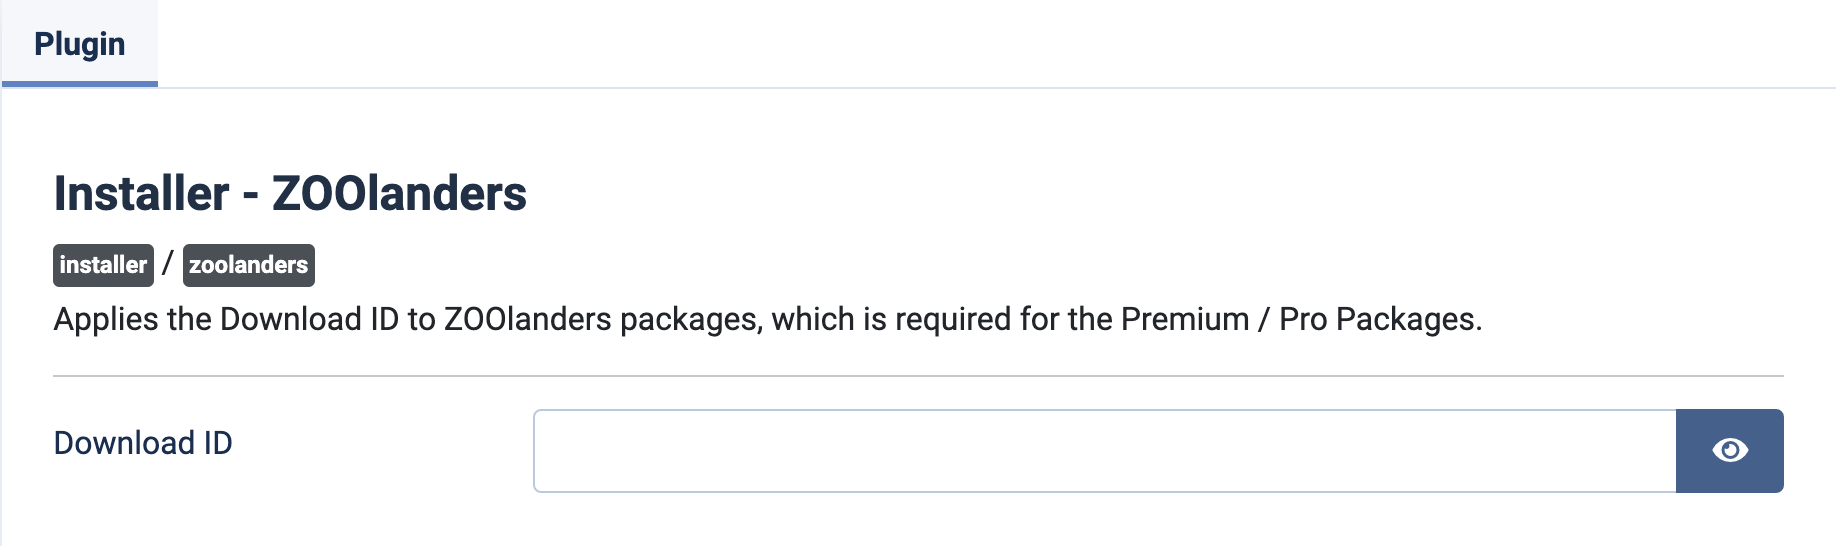 Plugin
Installer - ZOOlanders
installer / zoolanders
Applies the Download ID to ZOOlanders packages, which is required for the Premium / Pro Packages.
Download ID